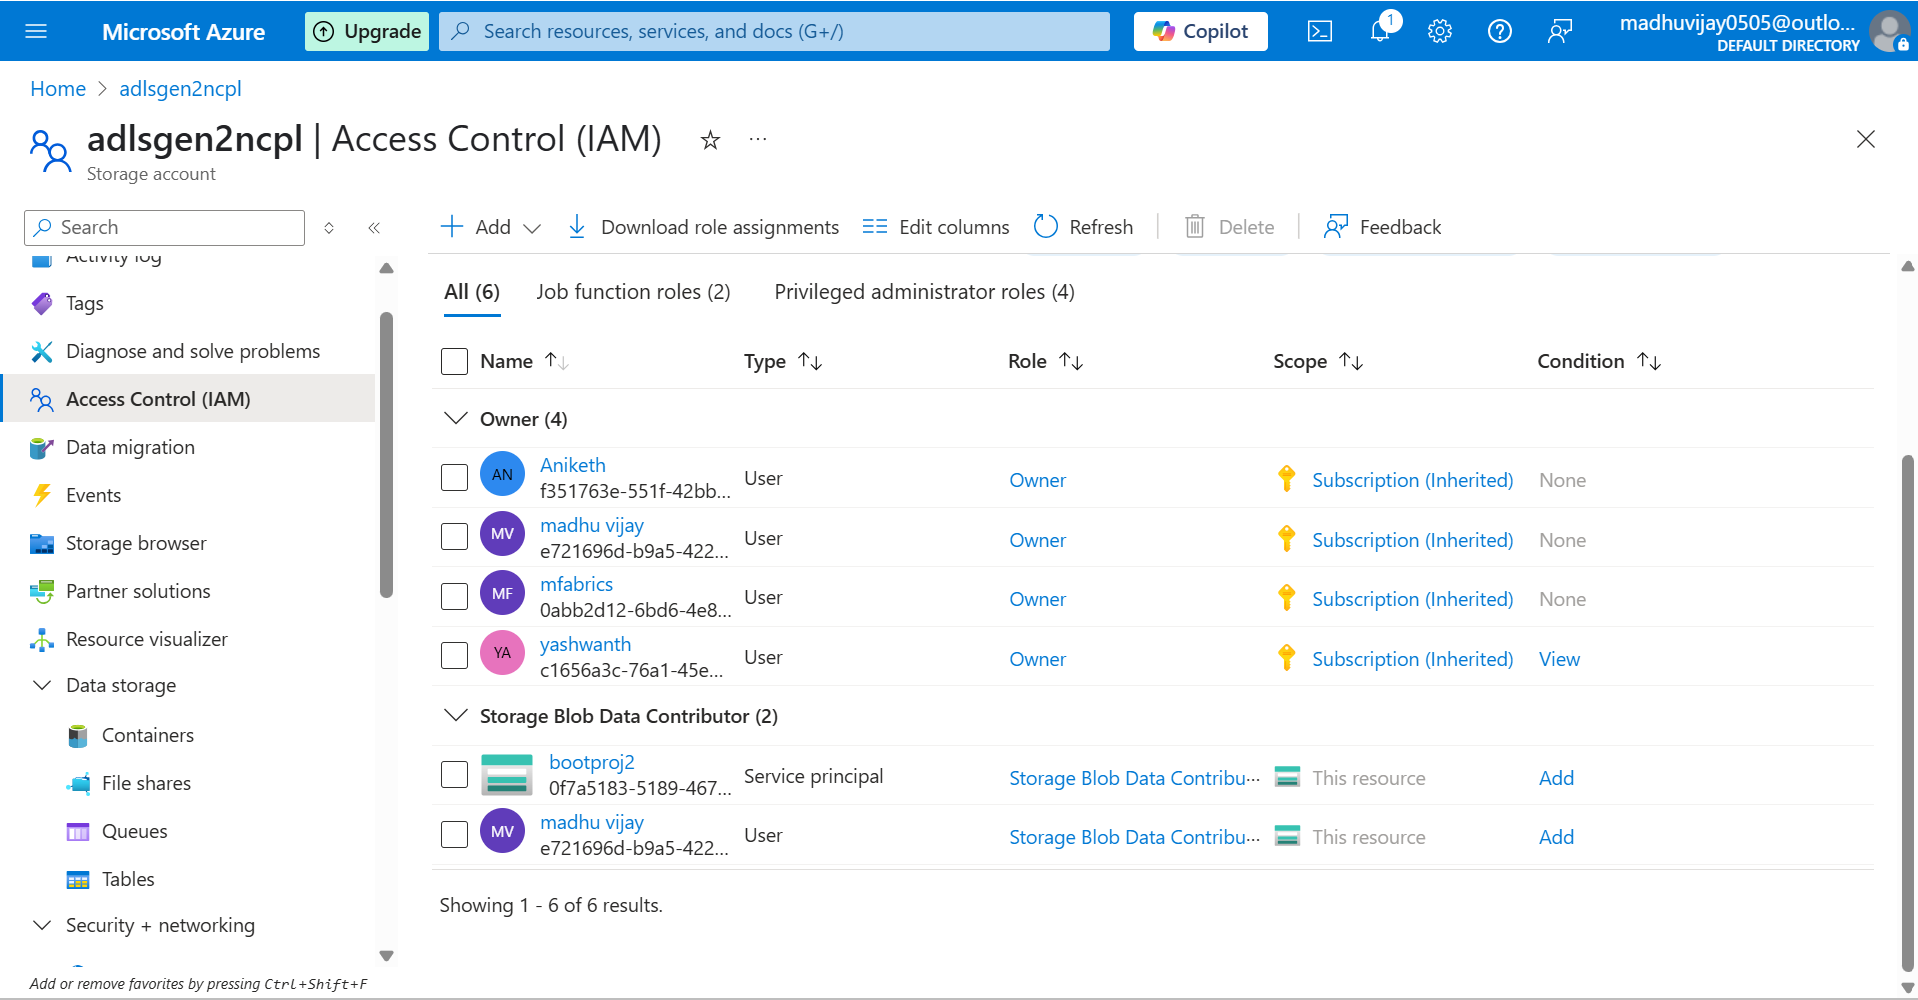 Microsoft Azure
Upgrade
Search resources, services, and docs (G+/)
Copilot
1
madhuvijay0505@outlo...
DEFAULT DIRECTORY
Home > adlsgen2ncpl
adlsgen2ncpl | Access Control (IAM)
Storage account
Search
Add
Download role assignments
Edit columns
Refresh
Delete
Feedback
Activity log
Tags
Diagnose and solve problems
Access Control (IAM)
Data migration
Events
Storage browser
Partner solutions
Resource visualizer
Data storage
Containers
File shares
Queues
Tables
Security + networking
Add or remove favorites by pressing Ctrl+Shift+F
All (6) Job function roles (2) Privileged administrator roles (4)
Name Type Role Scope Condition
Owner (4)
AN Aniketh User Owner Subscription (Inherited) None
f351763e-551f-42bb...
MV madhu vijay User Owner Subscription (Inherited) None
e721696d-b9a5-422...
MF mfabrics User Owner Subscription (Inherited) None
0abb2d12-6bd6-4e8...
YA yashwanth User Owner Subscription (Inherited) View
c1656a3c-76a1-45e...
Storage Blob Data Contributor (2)
bootproj2 Service principal Storage Blob Data Contribu... This resource Add
0f7a5183-5189-467...
MV madhu vijay User Storage Blob Data Contribu... This resource Add
e721696d-b9a5-422...
Showing 1 - 6 of 6 results.